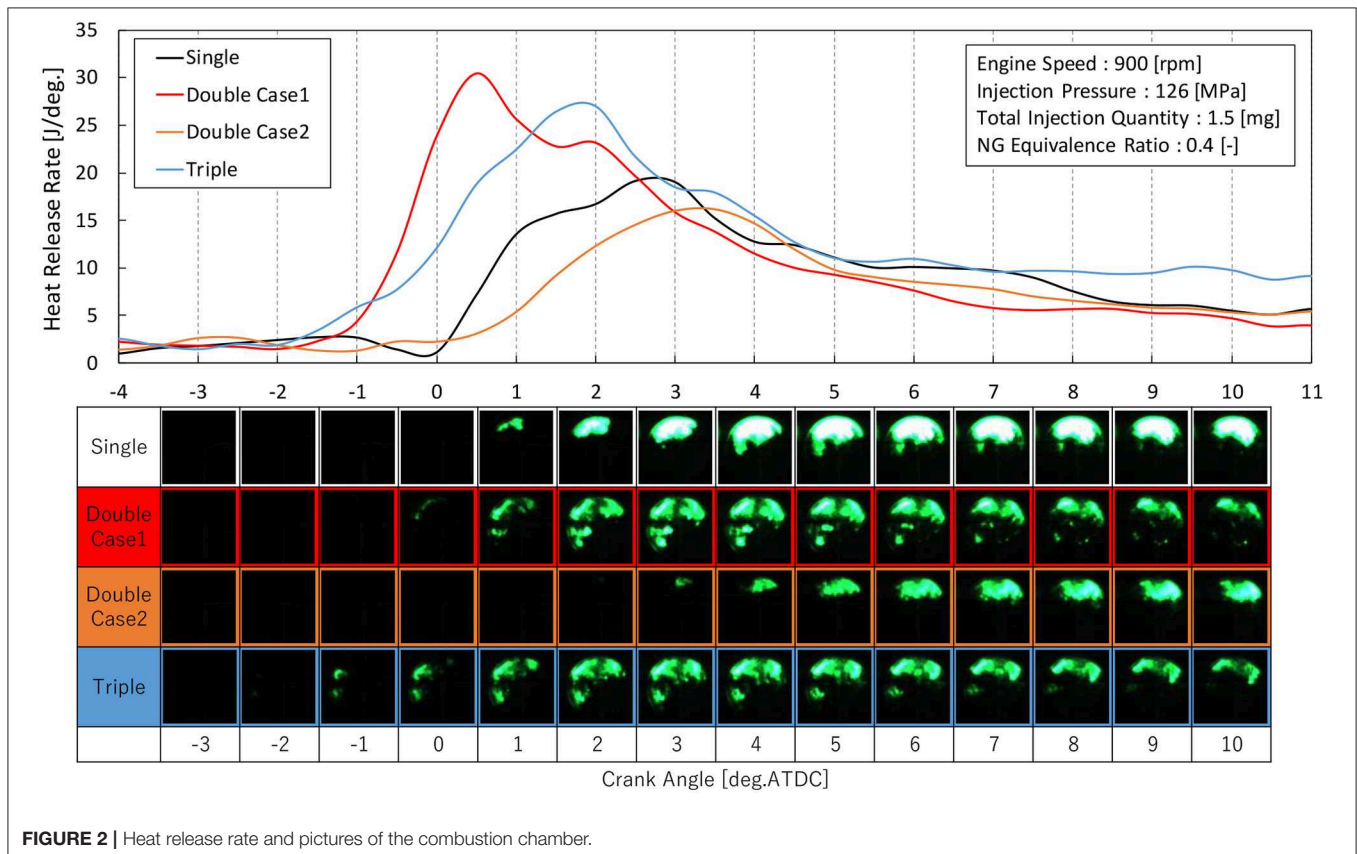 Heat Release Rate [J/deg.]
35
30
25
20
15
10
5
0
Single
Double Case1
Double Case2
Triple
Engine Speed : 900 [rpm]
Injection Pressure : 126 [MPa]
Total Injection Quantity : 1.5 [mg]
NG Equivalence Ratio : 0.4 [-]
-4 -3 -2 -1 0 1 2 3 4 5 6 7 8 9 10 11
Single
Double
Case1
Double
Case2
Triple
-3 -2 -1 0 1 2 3 4 5 6 7 8 9 10
Crank Angle [deg.ATDC]
FIGURE 2 | Heat release rate and pictures of the combustion chamber.